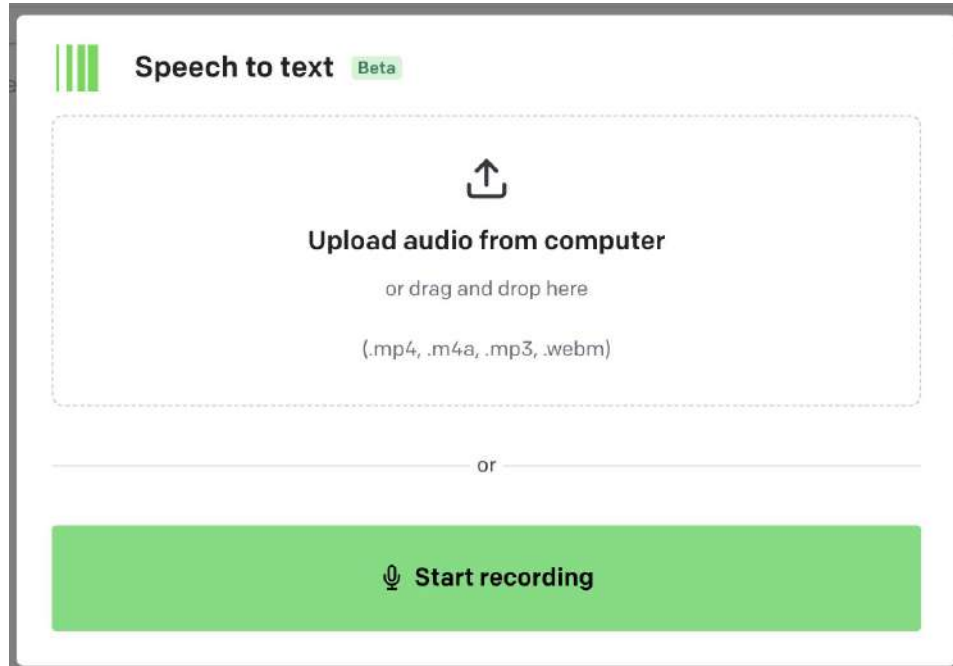 Speech to text Beta
Upload audio from computer
or drag and drop here
(.mp4, .m4a, .mp3, .webm)
or
Start recording